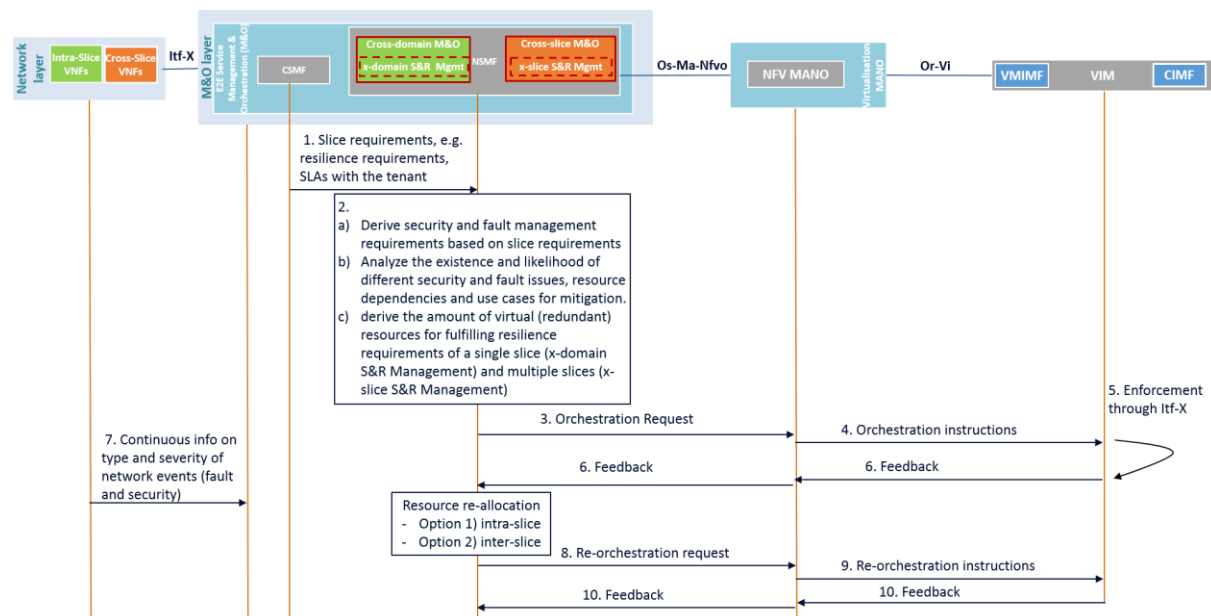 Network
layer
Intra-Slice
VNFs
Cross-Slice
VNFs
Itf-X
M&O layer
E2E Service
Management &
Orchestration (M&O)
CSMF
Cross-domain M&O
x-domain S&R  Mgmt
NSMF
Cross-slice M&O
x-slice S&R Mgmt
Os-Ma-Nfvo
NFV MANO
Virtualisation
MANO
Or-Vi
VMIMF
VIM
CIMF
1. Slice requirements, e.g.
resilience requirements,
SLAs with the tenant
2.
a) Derive security and fault management
requirements based on slice requirements
b) Analyze the existence and likelihood of
different security and fault issues, resource
dependencies and use cases for mitigation.
c) derive the amount of virtual (redundant)
resources for fulfilling resilience
requirements of a single slice (x-domain
S&R Management) and multiple slices (x-
slice S&R Management)
3. Orchestration Request
4. Orchestration instructions
5. Enforcement
through Itf-X
6. Feedback
6. Feedback
7. Continuous info on
type and severity of
network events (fault
and security)
Resource re-allocation
- Option 1) intra-slice
- Option 2) inter-slice
8. Re-orchestration request
9. Re-orchestration instructions
10. Feedback
10. Feedback